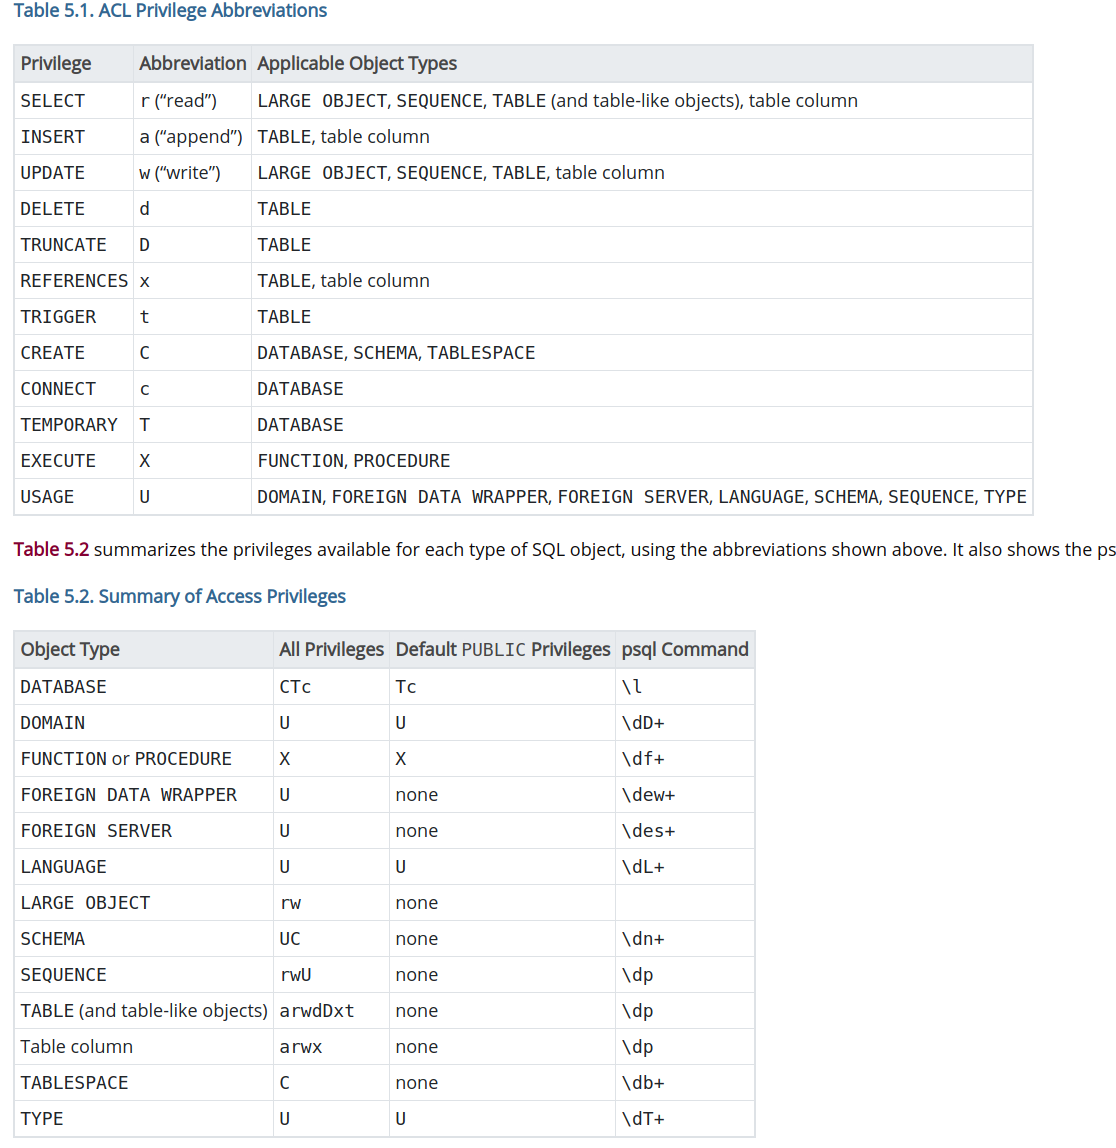 Table 5.1. ACL Privilege Abbreviations
Privilege Abbreviation Applicable Object Types
SELECT r (“read”) LARGE OBJECT, SEQUENCE, TABLE (and table-like objects), table column
INSERT a (“append”) TABLE, table column
UPDATE w (“write”) LARGE OBJECT, SEQUENCE, TABLE, table column
DELETE d TABLE
TRUNCATE D TABLE
REFERENCES x TABLE, table column
TRIGGER t TABLE
CREATE C DATABASE, SCHEMA, TABLESPACE
CONNECT c DATABASE
TEMPORARY T DATABASE
EXECUTE X FUNCTION, PROCEDURE
USAGE U DOMAIN, FOREIGN DATA WRAPPER, FOREIGN SERVER, LANGUAGE, SCHEMA, SEQUENCE, TYPE
Table 5.2 summarizes the privileges available for each type of SQL object, using the abbreviations shown above. It also shows the ps
Table 5.2. Summary of Access Privileges
Object Type All Privileges Default PUBLIC Privileges psql Command
DATABASE CTc Tc \l
DOMAIN U U \dD+
FUNCTION or PROCEDURE X X \df+
FOREIGN DATA WRAPPER U none \dew+
FOREIGN SERVER U none \des+
LANGUAGE U U \dL+
LARGE OBJECT rw none
SCHEMA UC none \dn+
SEQUENCE rwU none \dp
TABLE (and table-like objects) arwdDxt none \dp
Table column arwx none \dp
TABLESPACE C none \db+
TYPE U U \dT+